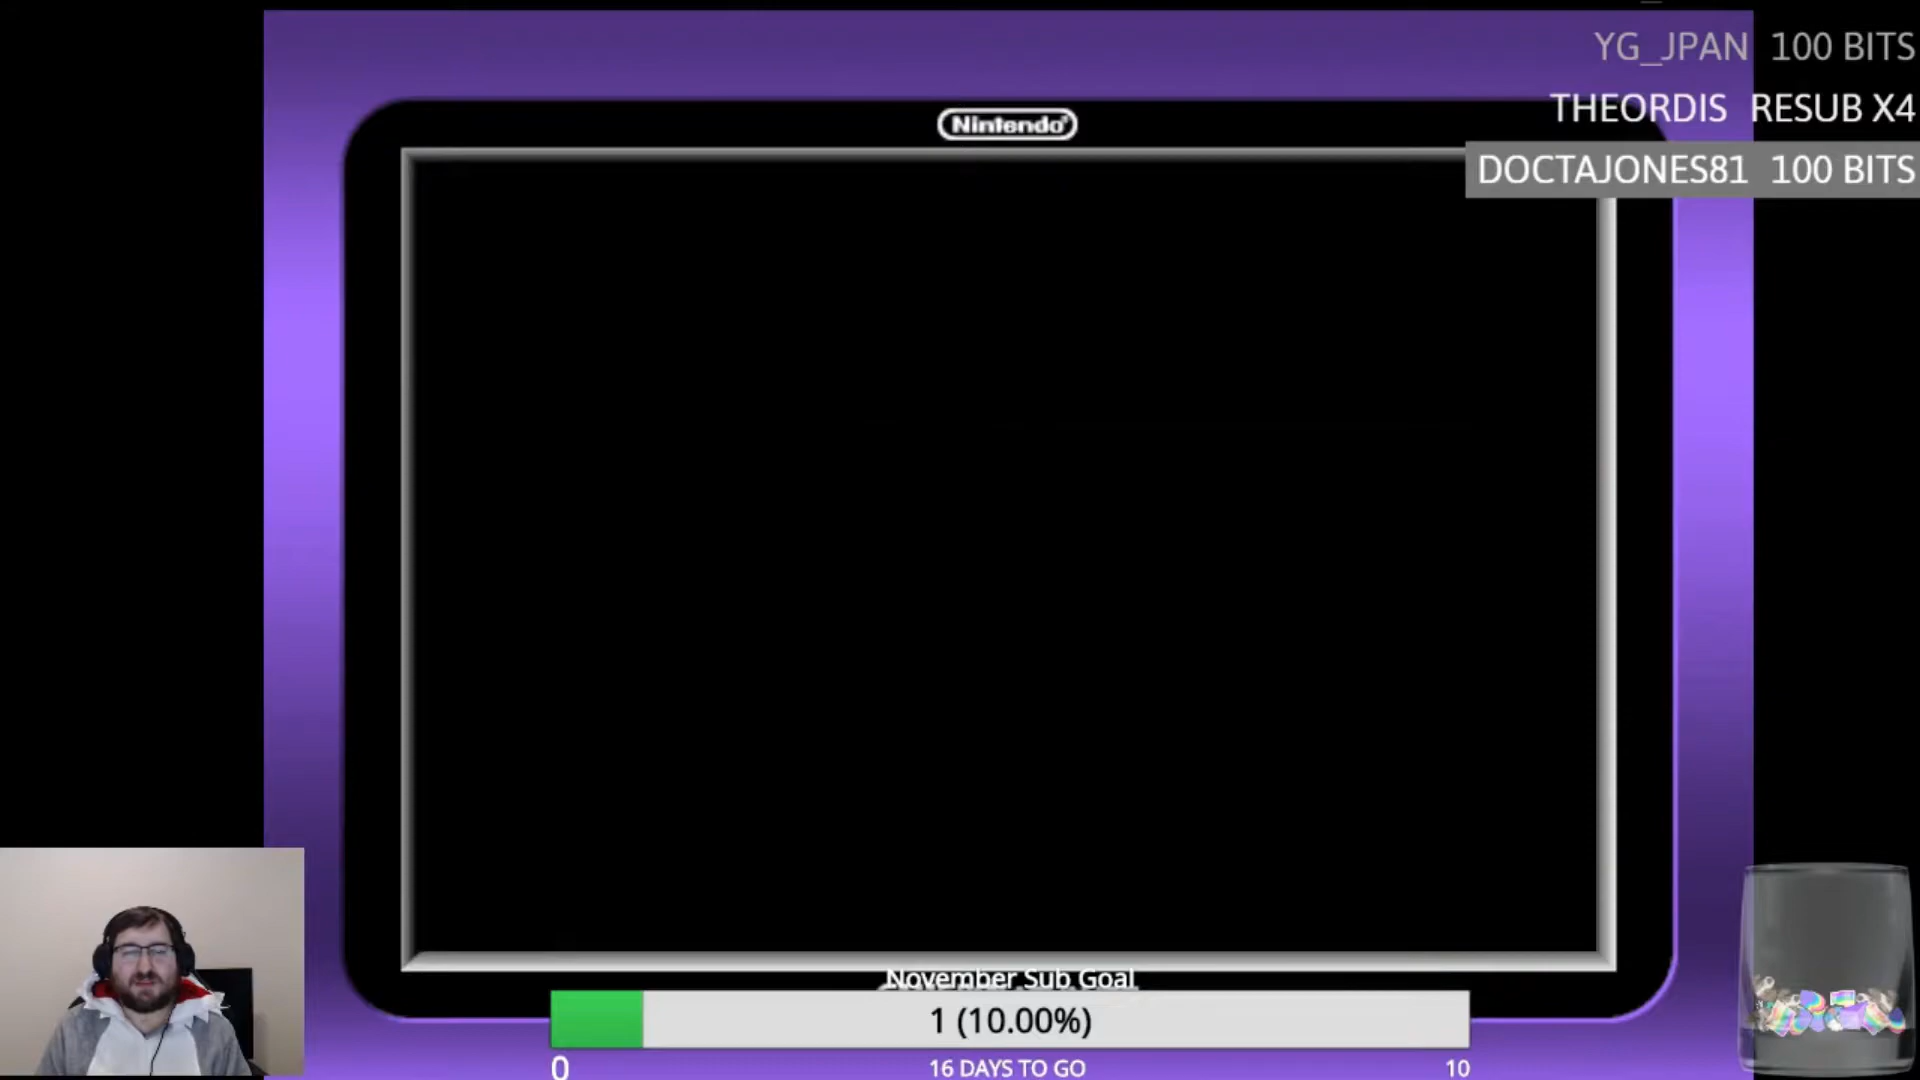 YG_JPAN 100 BITS
THEORDIS RESUB X4
DOCTAJONES81 100 BITS
Nintendo
November Sub Goal
1 (10.00%)
0 16 DAYS TO GO 10